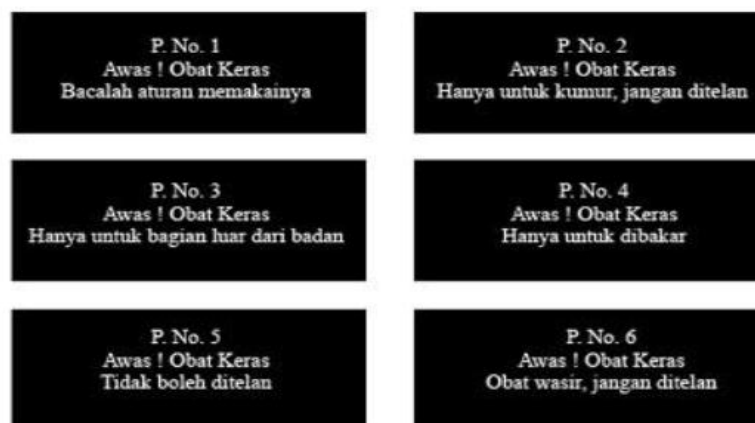 P. No. 1
Awas ! Obat Keras
Bacalah aturan memakainya
P. No. 2
Awas ! Obat Keras
Hanya untuk kumur, jangan ditelan
P. No. 3
Awas ! Obat Keras
Hanya untuk bagian luar dari badan
P. No. 4
Awas ! Obat Keras
Hanya untuk dibakar
P. No. 5
Awas ! Obat Keras
Tidak boleh ditelan
P. No. 6
Awas ! Obat Keras
Obat wasir, jangan ditelan